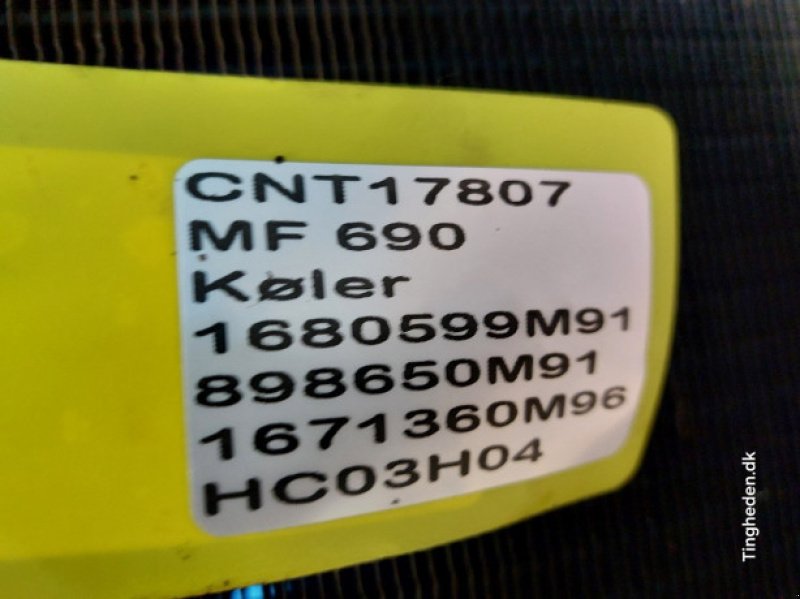 CNT17807
MF 690
Køler
1680599M91
898650M91
1671360M96
HC03H04
Tingheden.dk